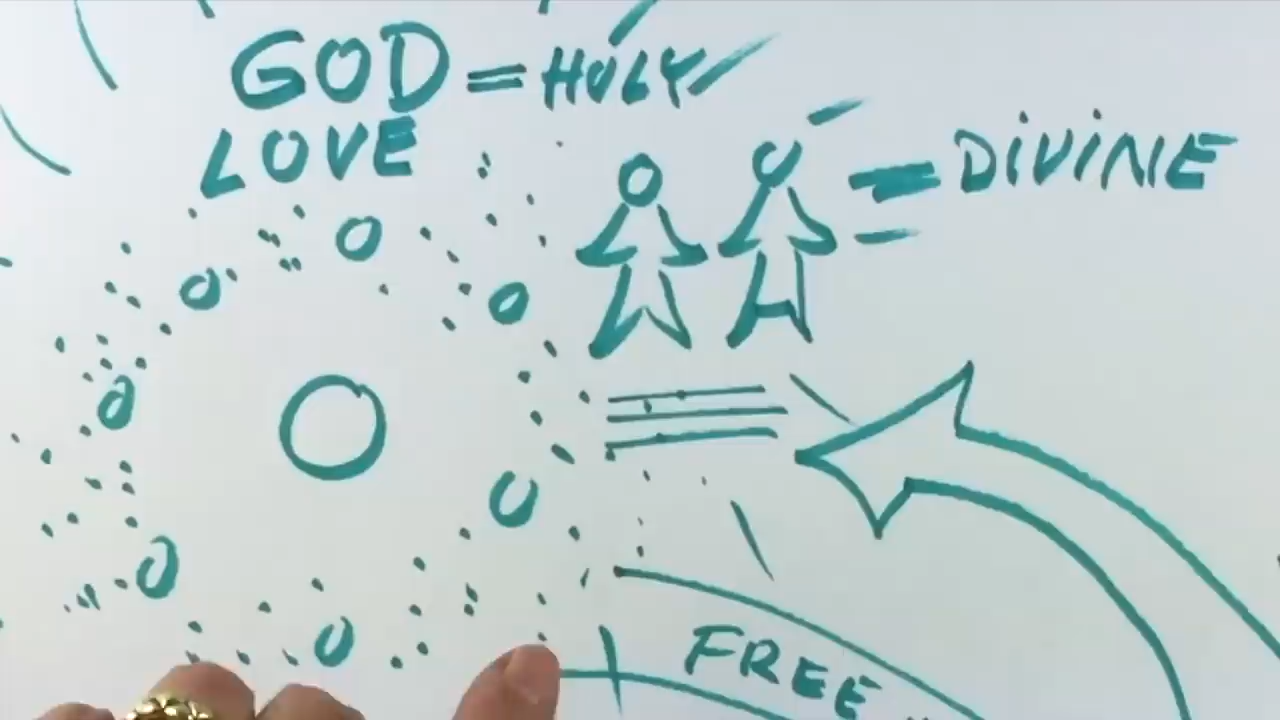 GOD = HOLY
LOVE
= DIVINE
FREE